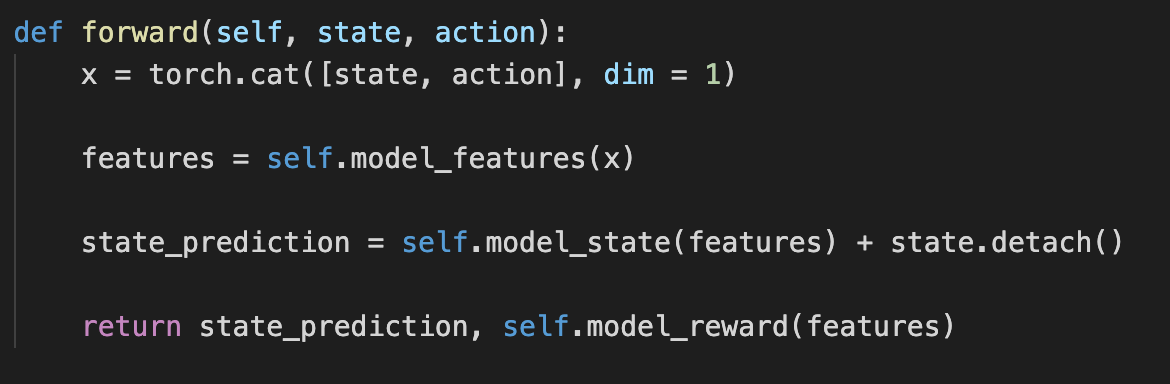 def forward(self, state, action):
    x = torch.cat([state, action], dim = 1)
    features = self.model_features(x)
    state_prediction = self.model_state(features) + state.detach()
    return state_prediction, self.model_reward(features)